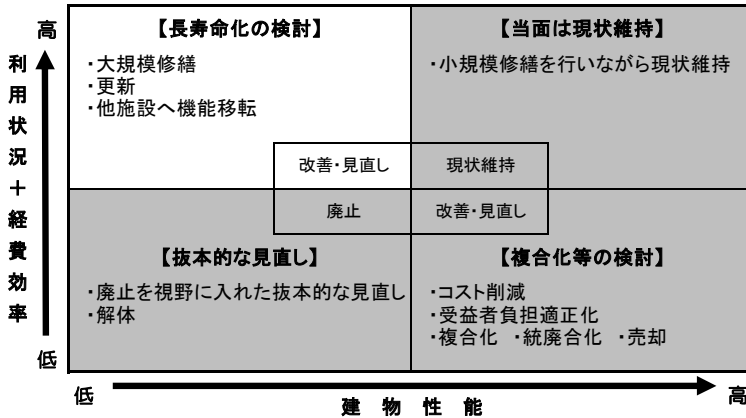 高
利用状況＋経費効率
低
【長寿命化の検討】
・大規模修繕
・更新
・他施設へ機能移転
【当面は現状維持】
・小規模修繕を行いながら現状維持
改善・見直し
現状維持
廃止
改善・見直し
【抜本的な見直し】
・廃止を視野に入れた抜本的な見直し
・解体
【複合化等の検討】
・コスト削減
・受益者負担適正化
・複合化 ・統廃合化 ・売却
低
建物性能
高